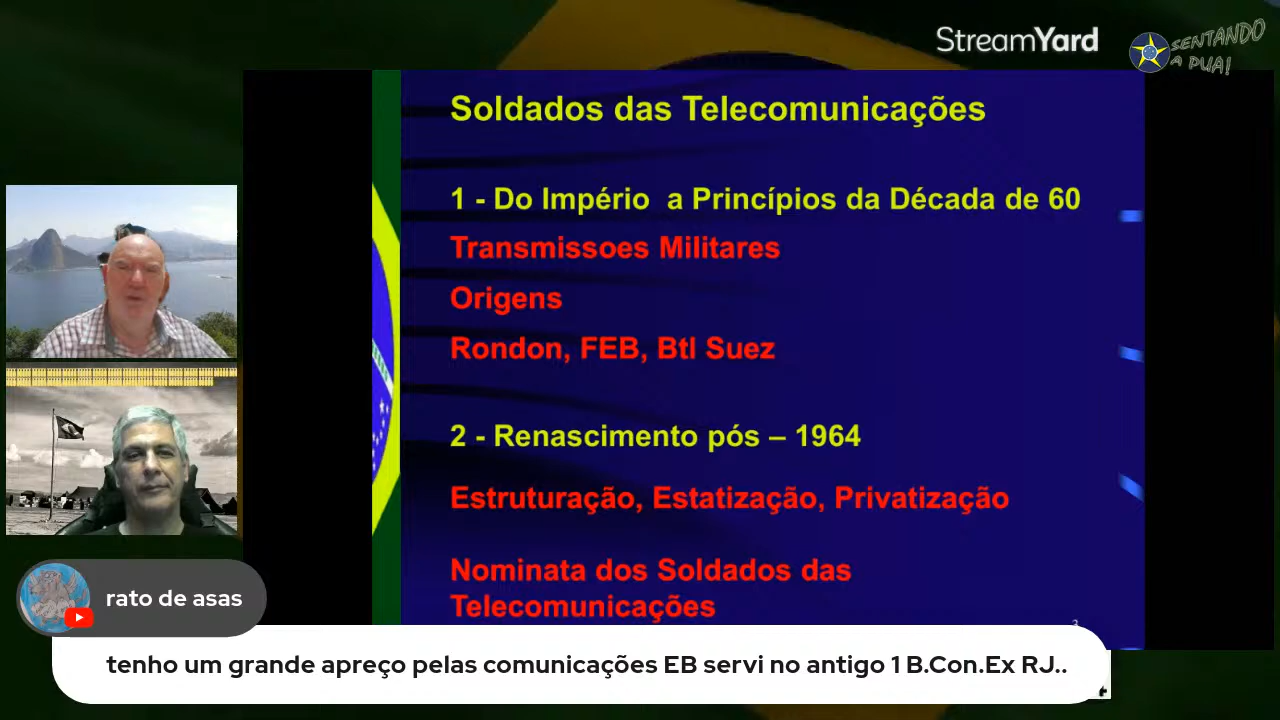 StreamYard
SENTANDO
A PUA!
Soldados das Telecomunicações
1 - Do Império  a Princípios da Década de 60
Transmissoes Militares
Origens
Rondon, FEB, Btl Suez
2 - Renascimento pós – 1964
Estruturação, Estatização, Privatização
Nominata dos Soldados das
Telecomunicações
3
rato de asas
tenho um grande apreço pelas comunicações EB servi no antigo 1 B.Con.Ex RJ..